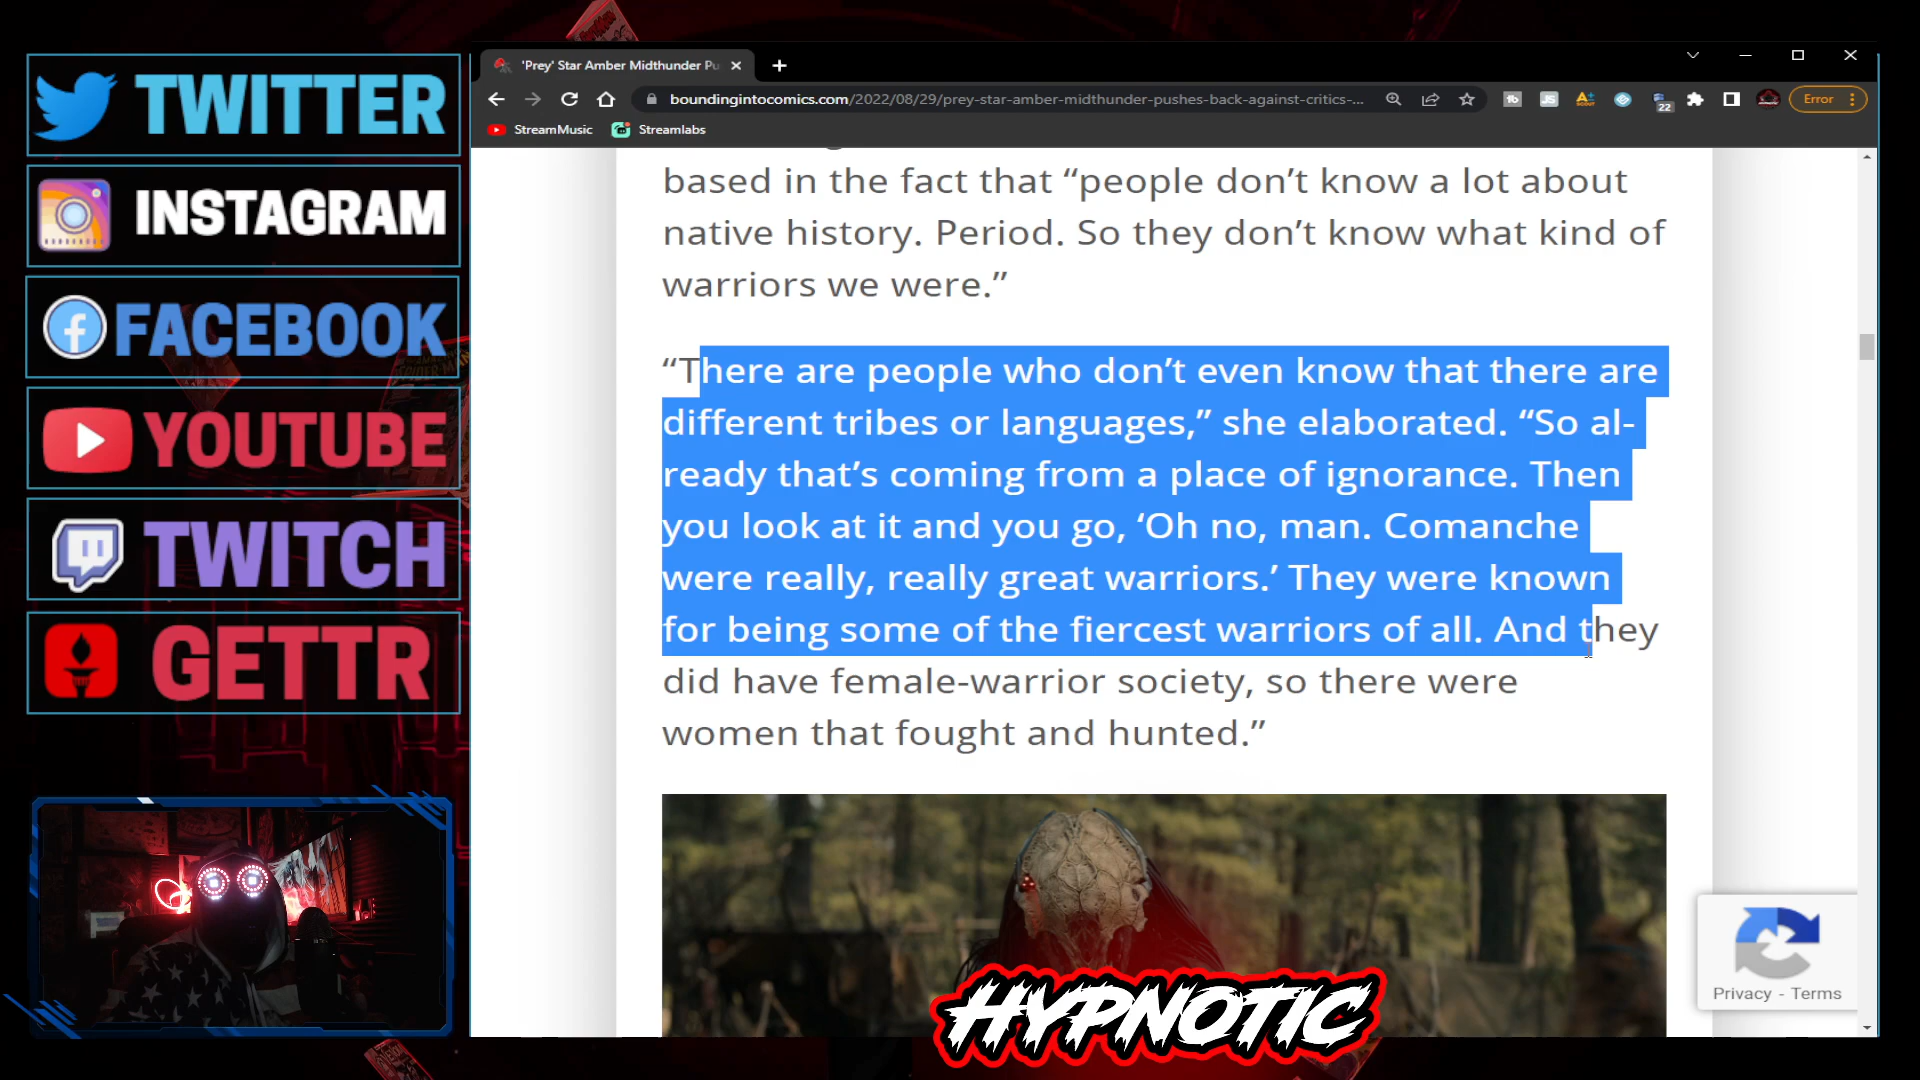 TWITTER
INSTAGRAM
FACEBOOK
YOUTUBE
TWITCH
GETTR
'Prey' Star Amber Midthunder Pu
boundingintocomics.com/2022/08/29/prey-star-amber-midthunder-pushes-back-against-critics-...
22
Error
StreamMusic
Streamlabs
based in the fact that “people don’t know a lot about
native history. Period. So they don’t know what kind of
warriors we were.”
“There are people who don’t even know that there are
different tribes or languages,” she elaborated. “So al-
ready that’s coming from a place of ignorance. Then
you look at it and you go, ‘Oh no, man. Comanche
were really, really great warriors.’ They were known
for being some of the fiercest warriors of all. And they
did have female-warrior society, so there were
women that fought and hunted.”
Privacy - Terms
HYPNOTIC